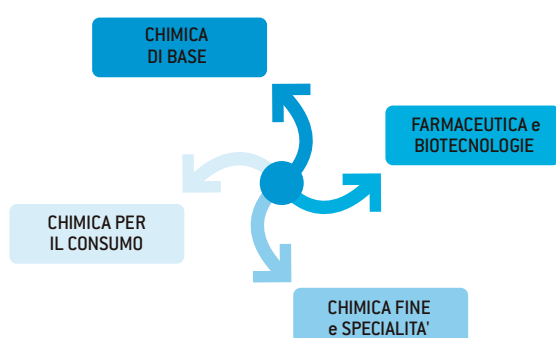 CHIMICA
DI BASE
FARMACEUTICA e
BIOTECNOLOGIE
CHIMICA PER
IL CONSUMO
CHIMICA FINE
e SPECIALITA'